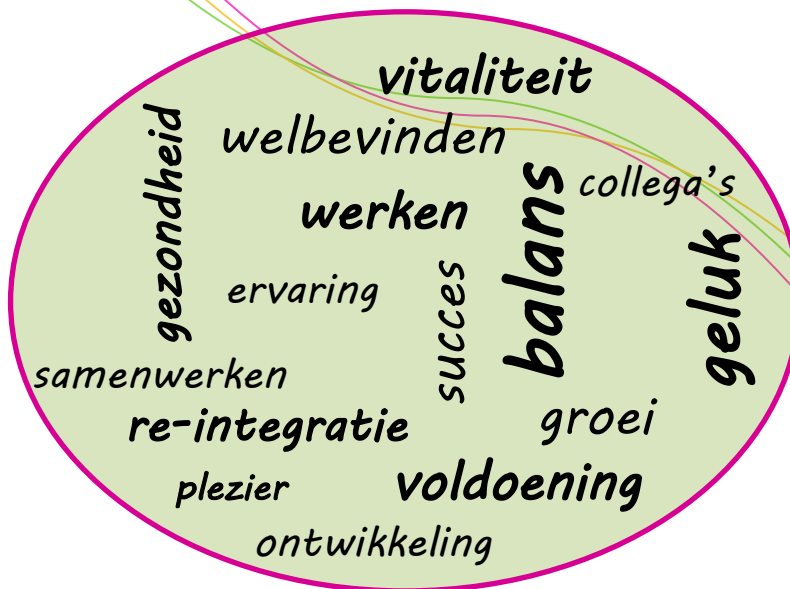 vitaliteit
welbevinden
gezondheid
collega's
werken
balans
geluk
ervaring
succes
samenwerken
re-integratie
groei
plezier
voldoening
ontwikkeling